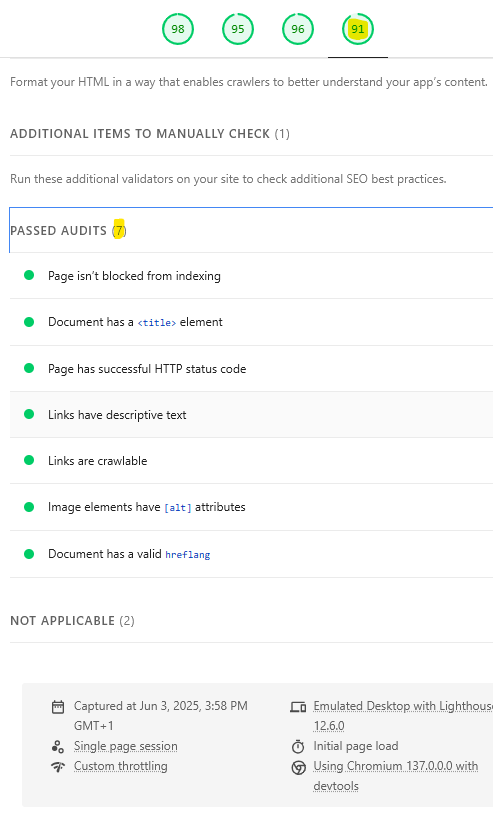 98 95 96 91
Format your HTML in a way that enables crawlers to better understand your app’s content.
ADDITIONAL ITEMS TO MANUALLY CHECK (1)
Run these additional validators on your site to check additional SEO best practices.
PASSED AUDITS (7)
Page isn’t blocked from indexing
Document has a <title> element
Page has successful HTTP status code
Links have descriptive text
Links are crawlable
Image elements have [alt] attributes
Document has a valid hreflang
NOT APPLICABLE (2)
Captured at Jun 3, 2025, 3:58 PM
GMT+1
Emulated Desktop with Lighthouse
12.6.0
Single page session
Initial page load
Custom throttling
Using Chromium 137.0.0.0 with
devtools